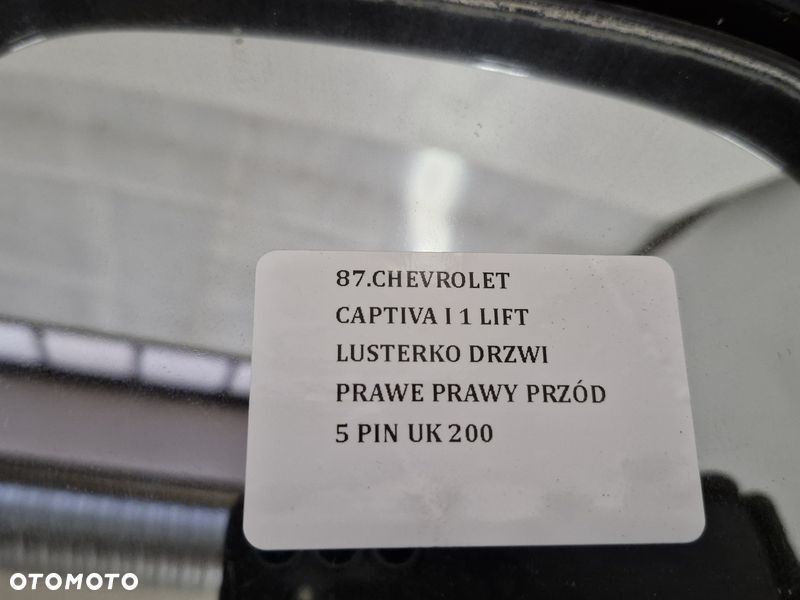 87.CHEVROLET
CAPTIVA I 1 LIFT
LUSTERKO DRZWI
PRAWE PRAWY PRZÓD
5 PIN UK 200
OTOMOTO